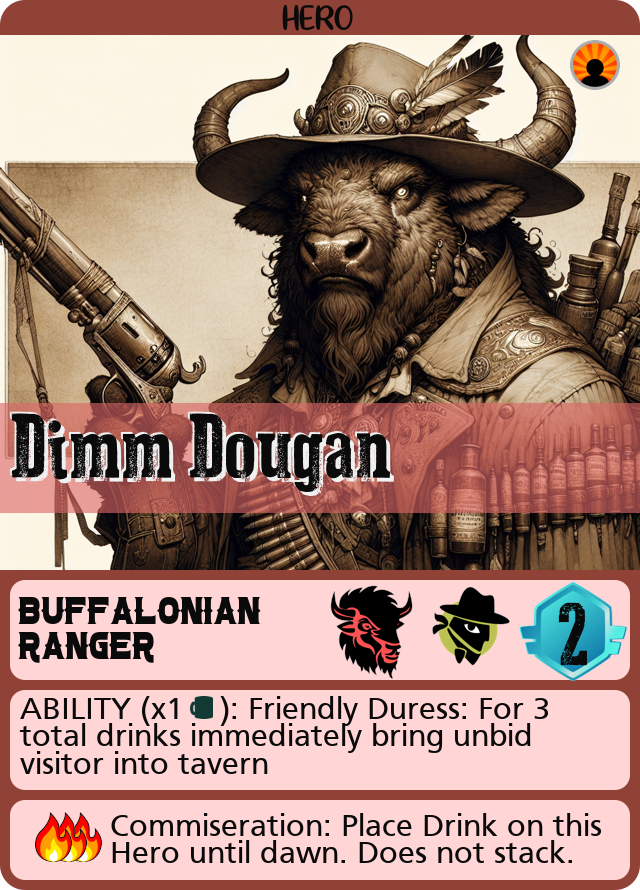 HERO
Dimm Dougan
BUFFALONIAN
RANGER
2
ABILITY (x1 ): Friendly Duress: For 3
total drinks immediately bring unbid
visitor into tavern
Commiseration: Place Drink on this
Hero until dawn. Does not stack.